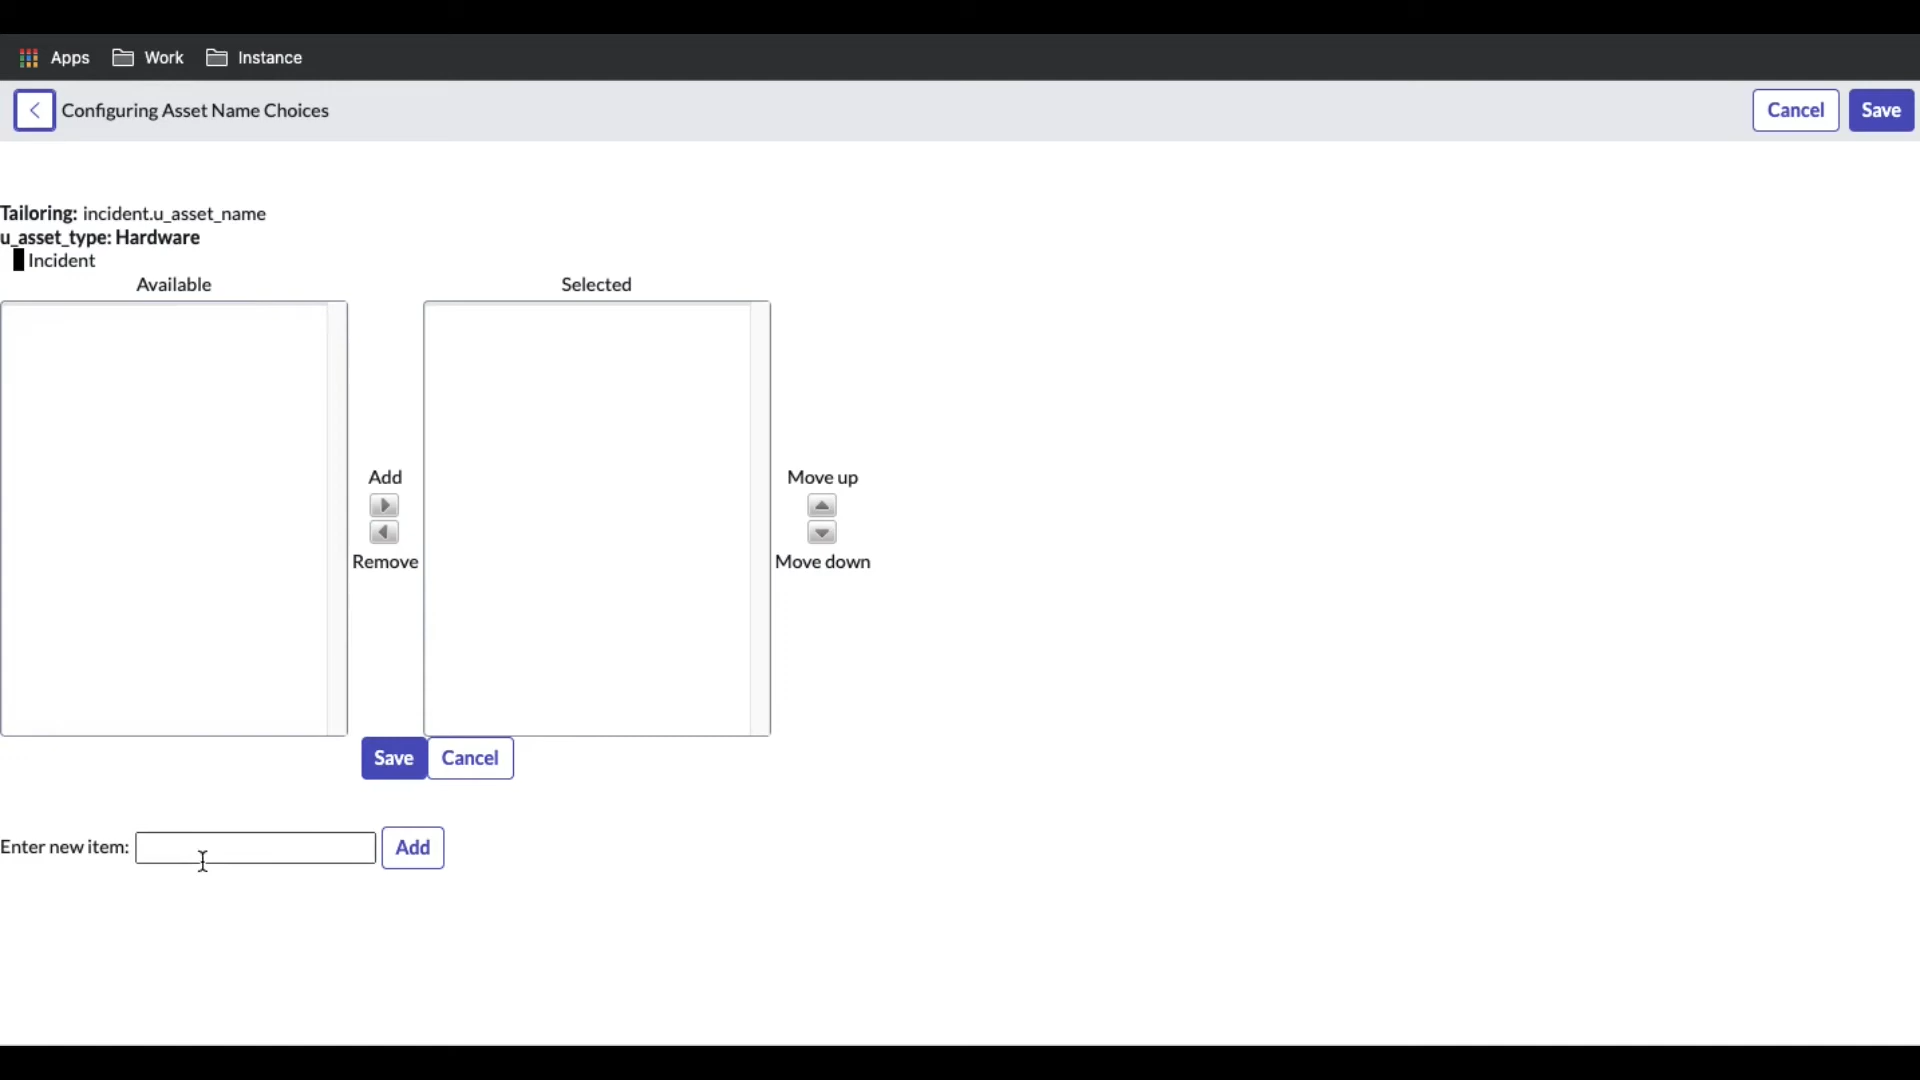 Apps Work Instance
Configuring Asset Name Choices Cancel Save
Tailoring: incident.u_asset_name
u_asset_type: Hardware
Incident
Available Selected
Add Move up
Remove Move down
Save Cancel
Enter new item: Add